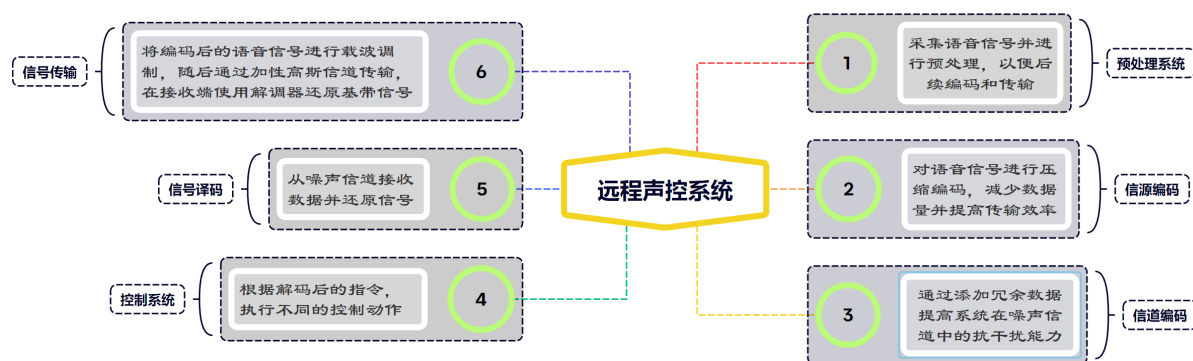 信号传输
将编码后的语音信号进行载波调
制，随后通过加性高斯信道传输，
在接收端使用解调器还原基带信号
6
1
采集语音信号并进
行预处理，以便后
续编码和传输
预处理系统
信号译码
从噪声信道接收
数据并还原信号
5
远程声控系统
2
对语音信号进行压
缩编码，减少数据
量并提高传输效率
信源编码
控制系统
根据解码后的指令，
执行不同的控制动作
4
3
通过添加冗余数据
提高系统在噪声信
道中的抗干扰能力
信道编码